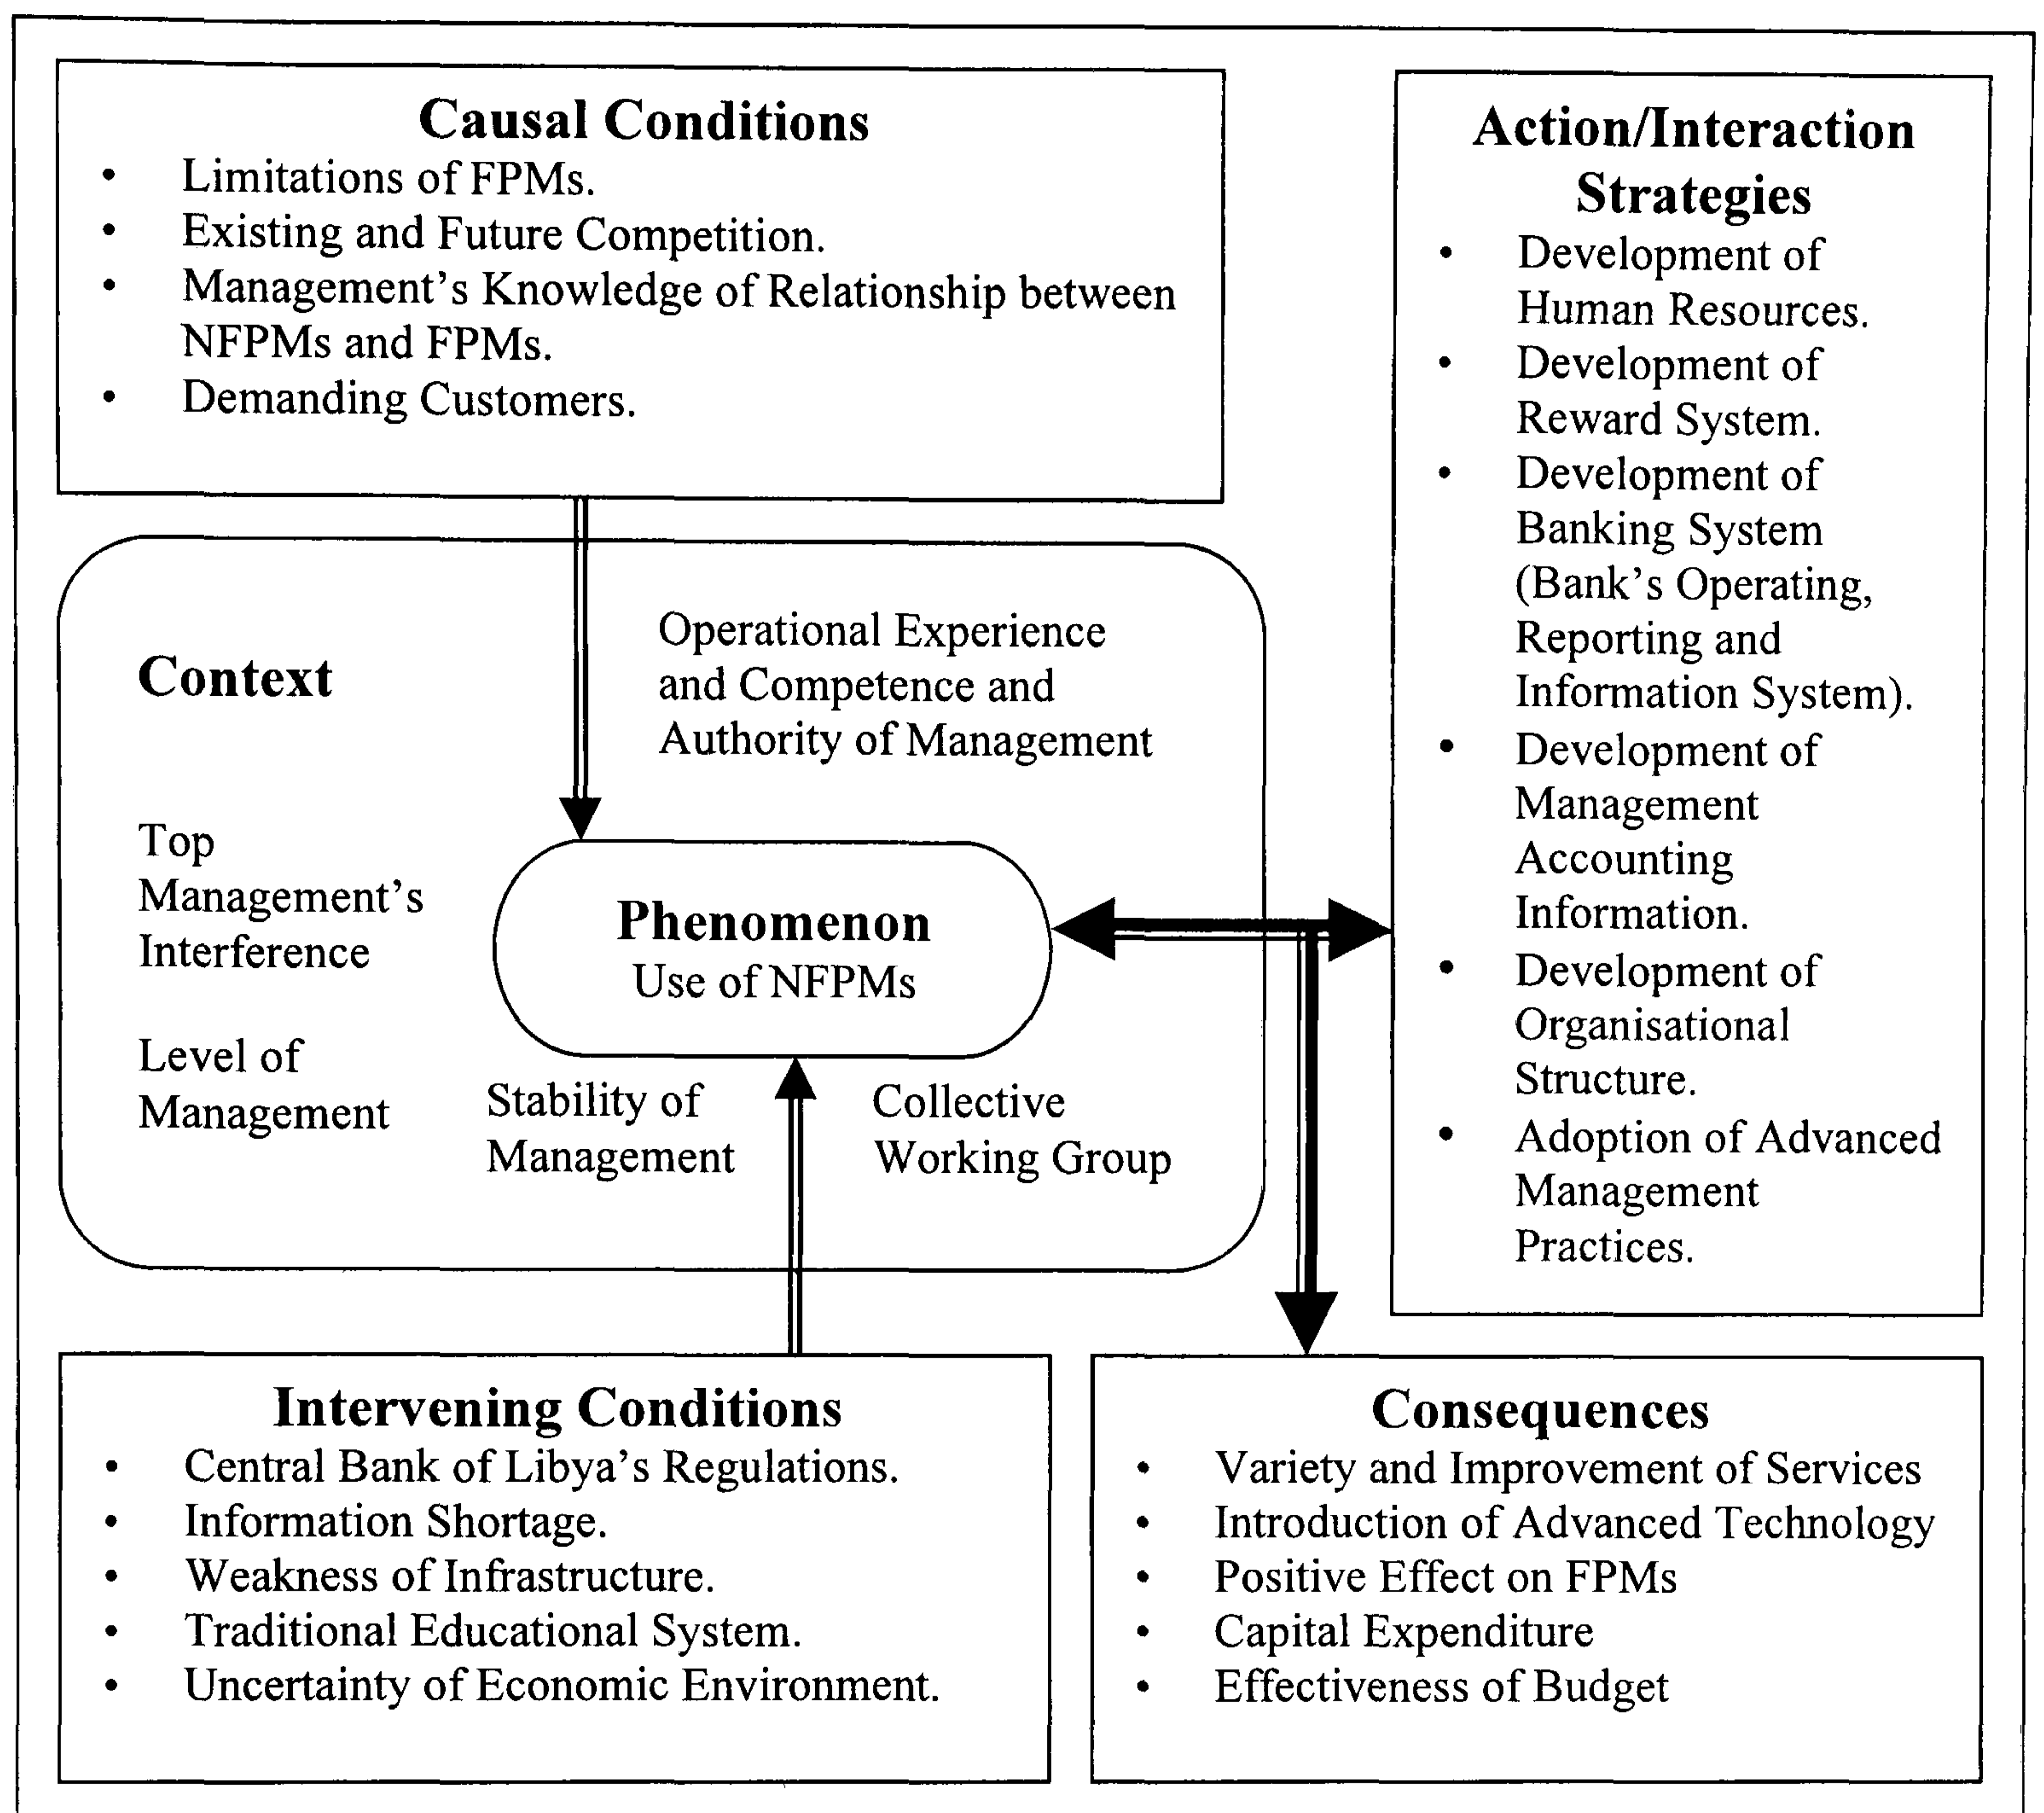 Causal Conditions
• Limitations of FPMs.
• Existing and Future Competition.
• Management's Knowledge of Relationship between
NFPMs and FPMs.
• Demanding Customers.
Action/Interaction
Strategies
• Development of
Human Resources.
• Development of
Reward System.
• Development of
Banking System
(Bank's Operating,
Reporting and
Information System).
• Development of
Management
Accounting
Information.
• Development of
Organisational
Structure.
• Adoption of Advanced
Management
Practices.
Context
Operational Experience
and Competence and
Authority of Management
Top
Management's
Interference
Level of
Management
Phenomenon
Use of NFPMs
Stability of
Management
Collective
Working Group
Intervening Conditions
• Central Bank of Libya's Regulations.
• Information Shortage.
• Weakness of Infrastructure.
• Traditional Educational System.
• Uncertainty of Economic Environment.
Consequences
• Variety and Improvement of Services
• Introduction of Advanced Technology
• Positive Effect on FPMs
• Capital Expenditure
• Effectiveness of Budget